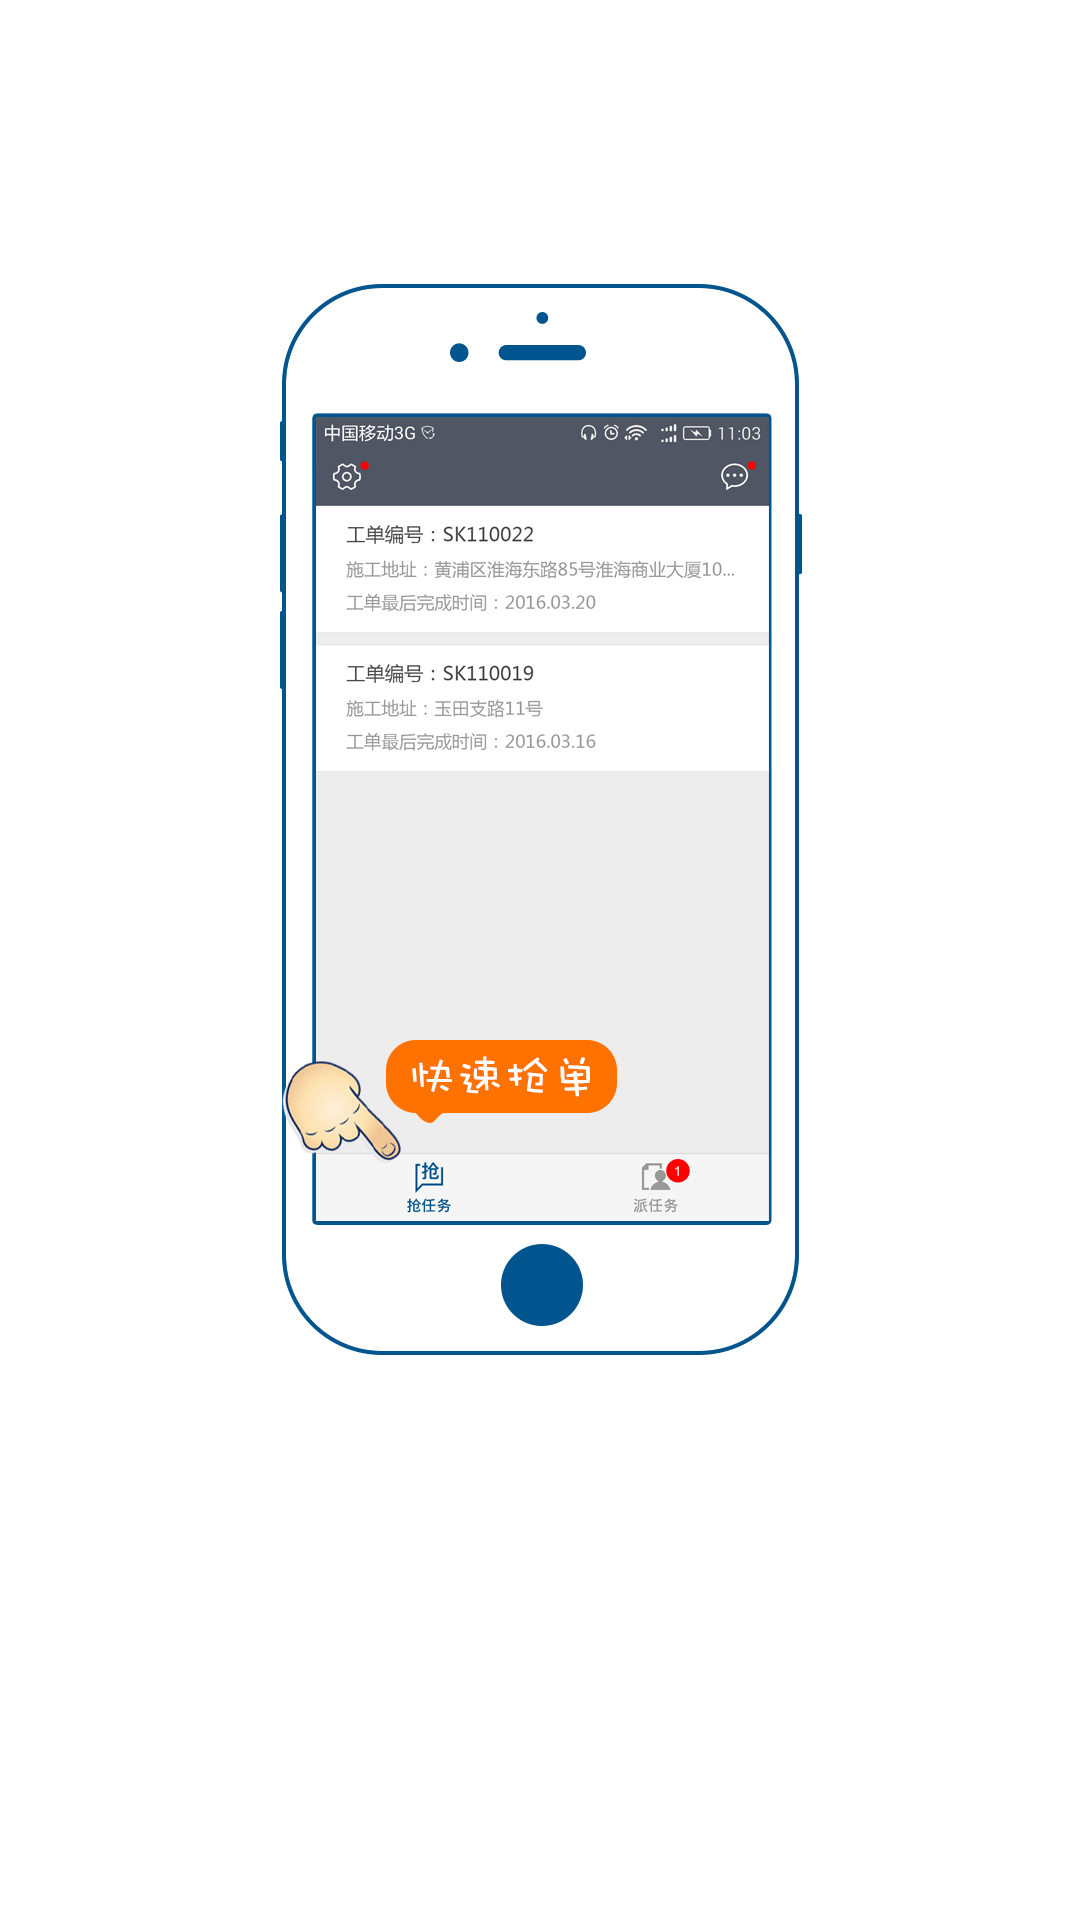 中国移动3G 11:03
工单编号：SK110022
施工地址：黄浦区淮海东路85号淮海商业大厦10...
工单最后完成时间：2016.03.20
工单编号：SK110019
施工地址：玉田支路11号
工单最后完成时间：2016.03.16
快速抢单
抢 1
抢任务 派任务